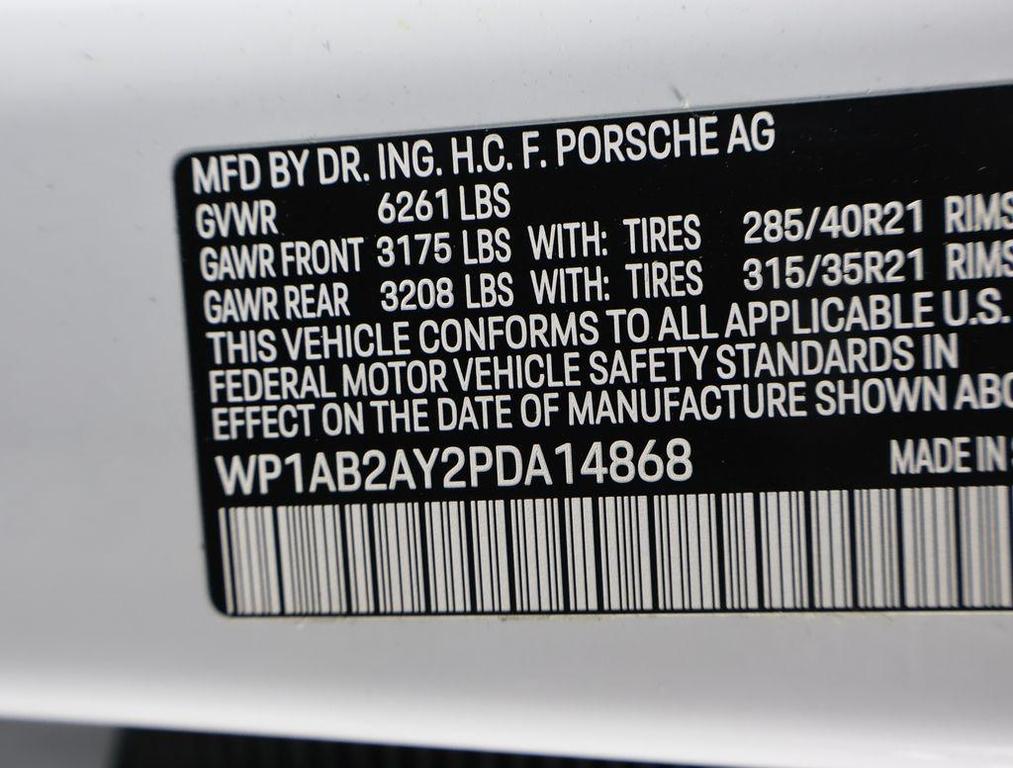 MFD BY DR. ING. H.C. F. PORSCHE AG
GVWR 6261 LBS
GAWR FRONT 3175 LBS WITH: TIRES 285/40R21 RIMS
GAWR REAR 3208 LBS WITH: TIRES 315/35R21 RIMS
THIS VEHICLE CONFORMS TO ALL APPLICABLE U.S.
FEDERAL MOTOR VEHICLE SAFETY STANDARDS IN
EFFECT ON THE DATE OF MANUFACTURE SHOWN
WP1AB2AY2PDA14868 MADE IN